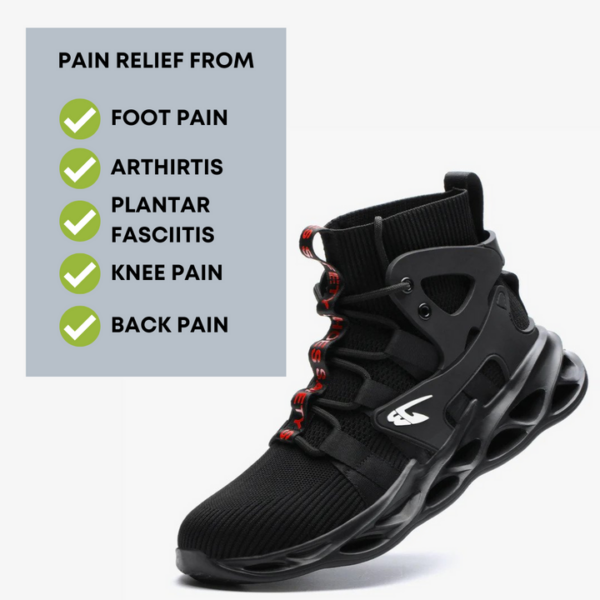 PAIN RELIEF FROM
FOOT PAIN
ARTHIRTIS
PLANTAR
FASCIITIS
KNEE PAIN
BACK PAIN